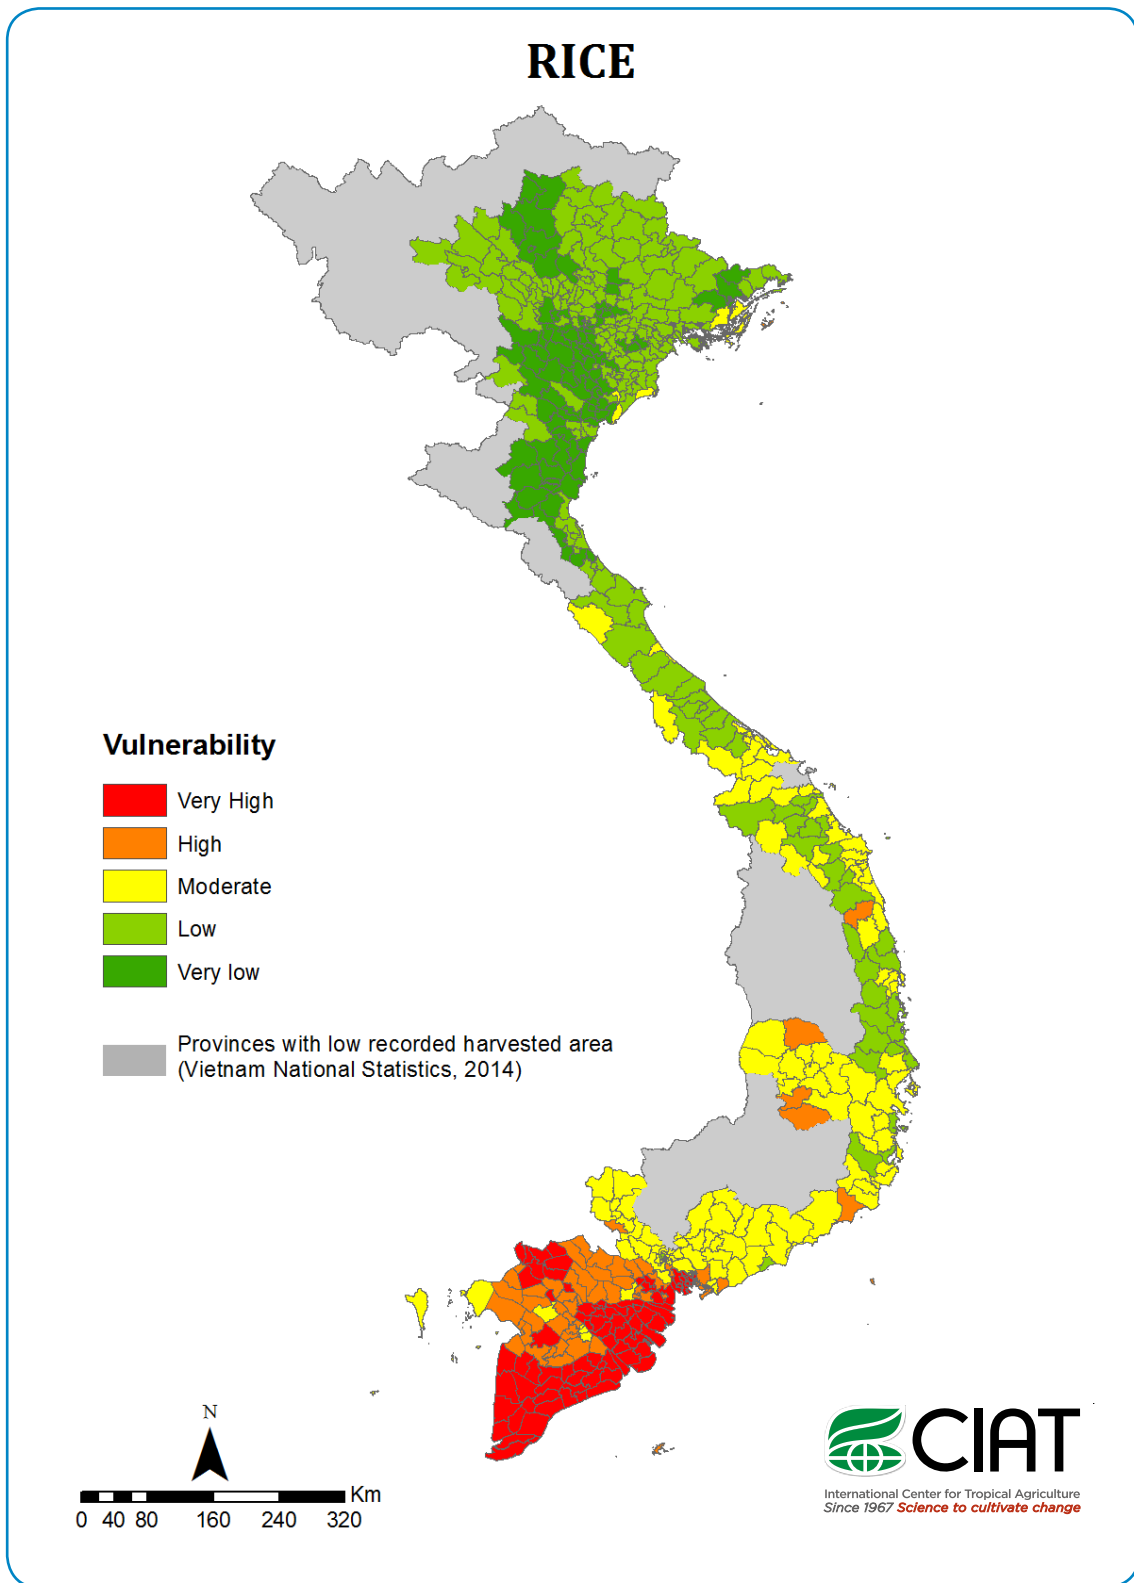 RICE
Vulnerability
Very High
High
Moderate
Low
Very low
Provinces with low recorded harvested area
(Vietnam National Statistics, 2014)
N
Km
0 40 80 160 240 320
CIAT
International Center for Tropical Agriculture
Since 1967 Science to cultivate change